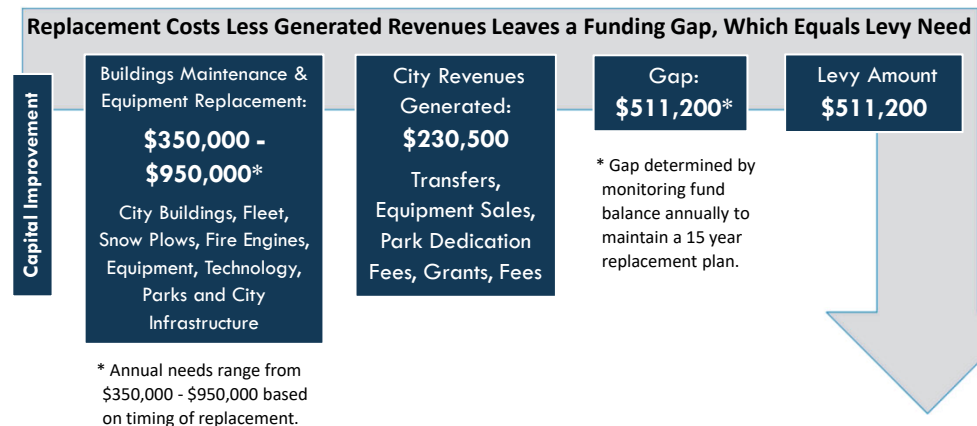 Replacement Costs Less Generated Revenues Leaves a Funding Gap, Which Equals Levy Need
Capital Improvement
Buildings Maintenance &
Equipment Replacement:
$350,000 -
$950,000*
City Buildings, Fleet,
Snow Plows, Fire Engines,
Equipment, Technology,
Parks and City
Infrastructure
* Annual needs range from
$350,000 - $950,000 based
on timing of replacement.
City Revenues
Generated:
$230,500
Transfers,
Equipment Sales,
Park Dedication
Fees, Grants, Fees
Gap:
$511,200*
* Gap determined by
monitoring fund
balance annually to
maintain a 15 year
replacement plan.
Levy Amount
$511,200